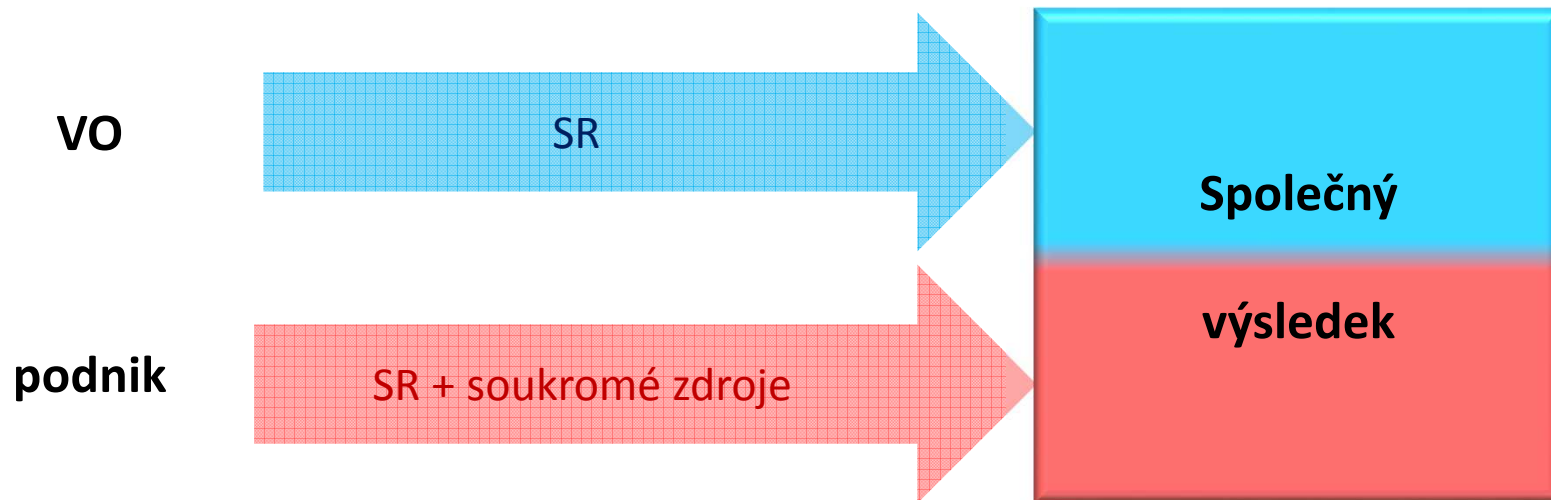 VO
SR
Společný
výsledek
podnik
SR + soukromé zdroje